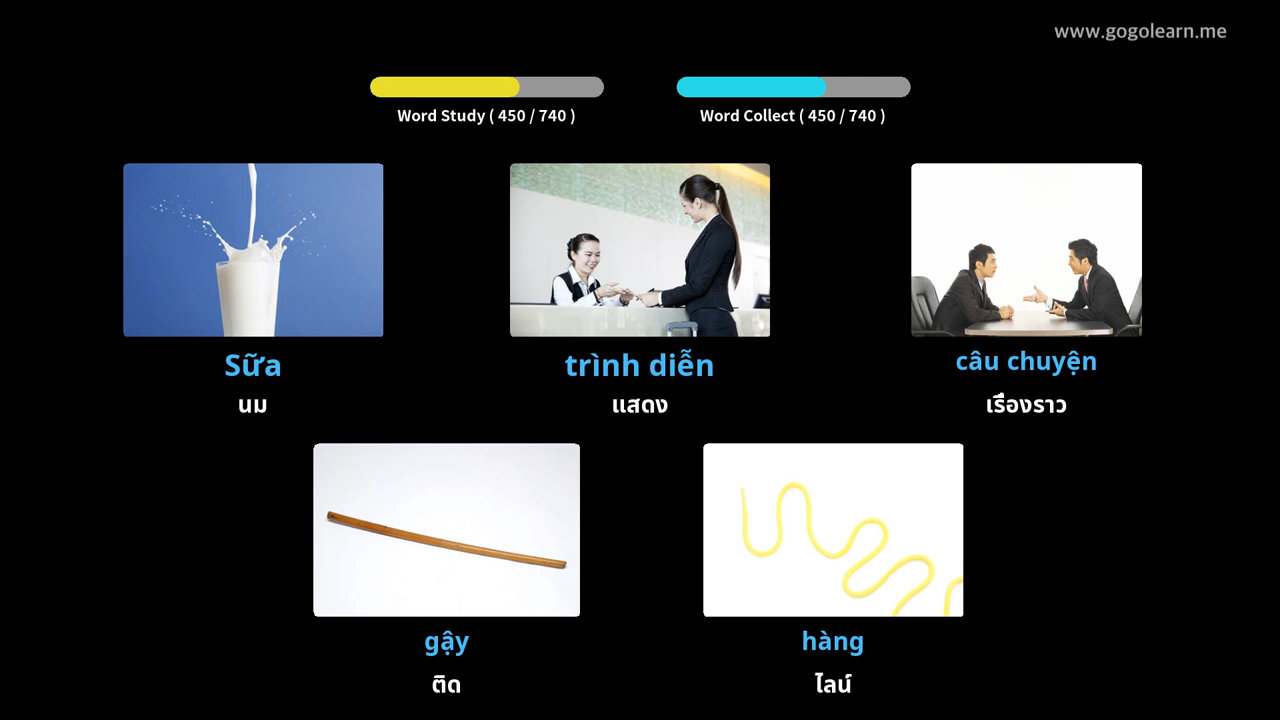 www.gogolearn.me
Word Study ( 450 / 740 )
Word Collect ( 450 / 740 )
Sữa
นม
trình diễn
แสดง
câu chuyện
เรื่องราว
gậy
ติด
hàng
ไลน์